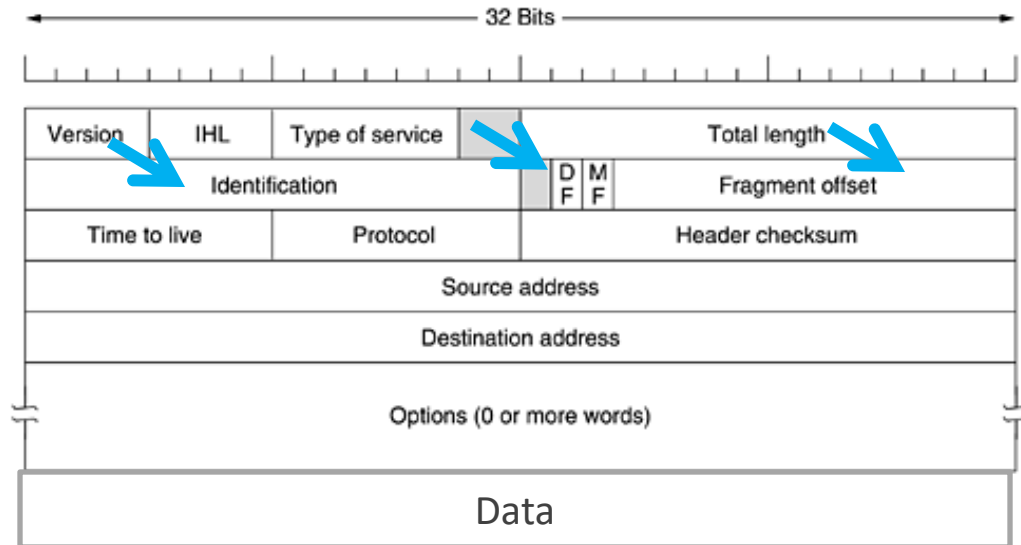 32 Bits
Version IHL Type of service Total length
Identification D F M F Fragment offset
Time to live Protocol Header checksum
Source address
Destination address
Options (0 or more words)
Data